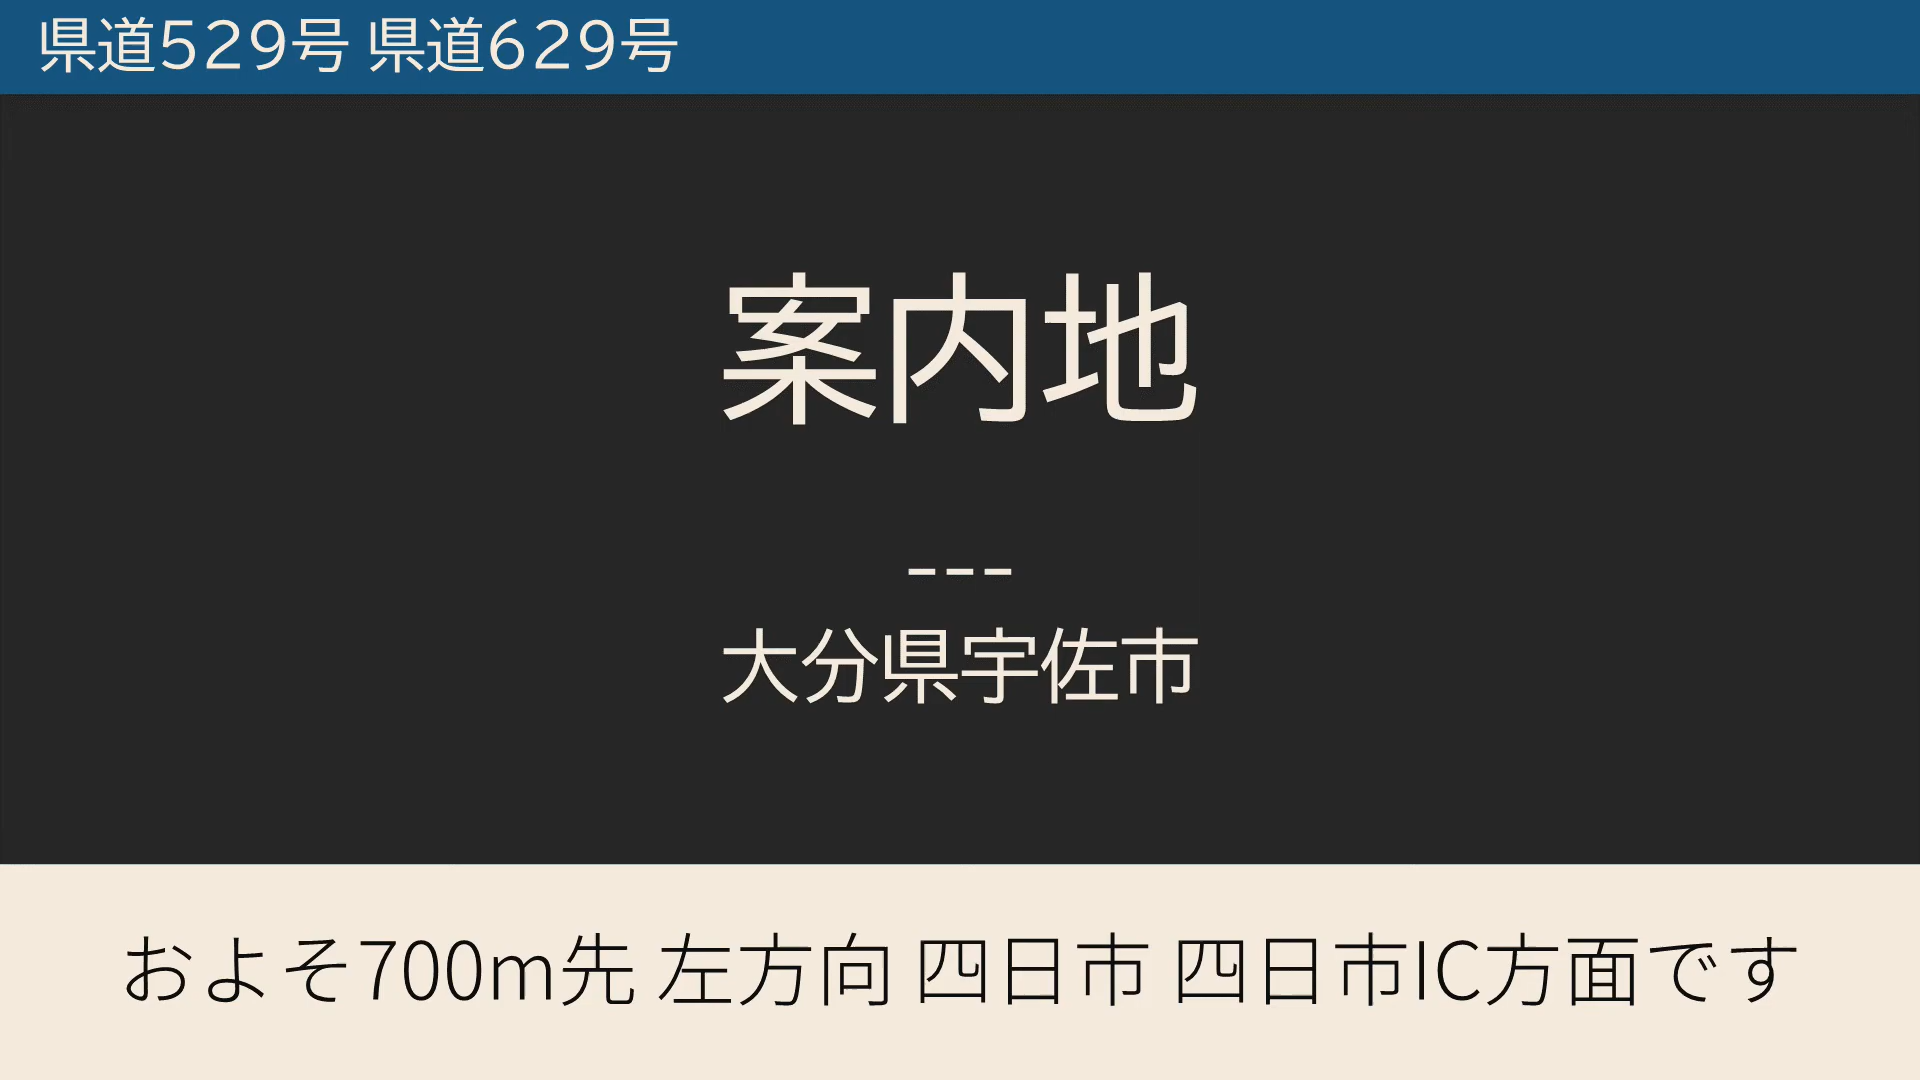 県道529号 県道629号
案内地
---
大分県宇佐市
およそ700m先 左方向 四日市 四日市IC方面です